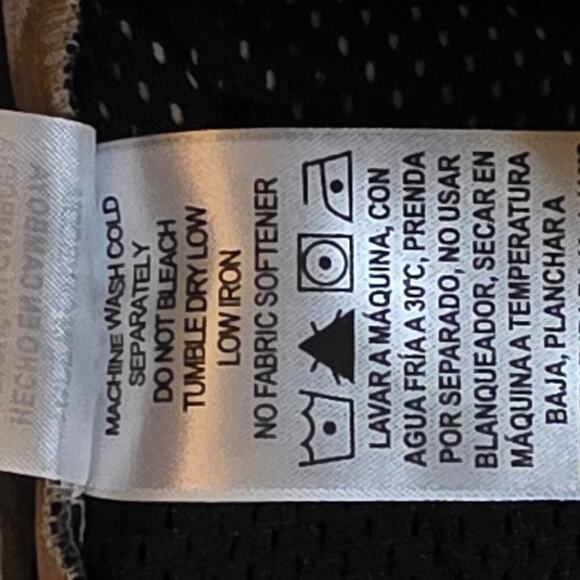 MACHINE WASH COLD
SEPARATELY
DO NOT BLEACH
TUMBLE DRY LOW
LOW IRON
NO FABRIC SOFTENER
LAVAR A MÁQUINA, CON
AGUA FRÍA A 30°C, PRENDA
POR SEPARADO, NO USAR
BLANQUEADOR, SECAR EN
MÁQUINA A TEMPERATURA
BAJA, PLANCHAR A
HECHO EN CAMBOYA